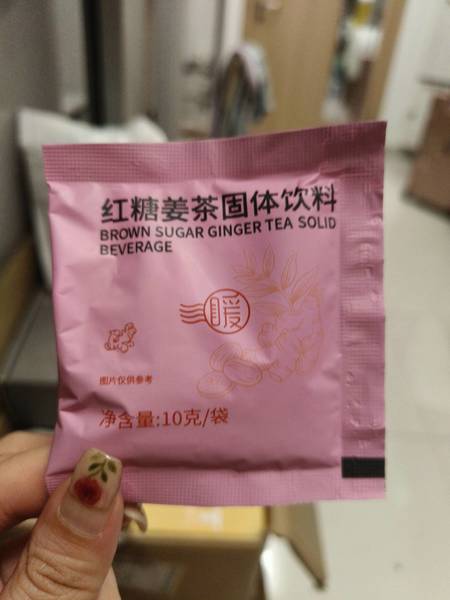 红糖姜茶固体饮料
BROWN SUGAR GINGER TEA SOLID
BEVERAGE
暖
图片仅供参考
净含量:10克/袋